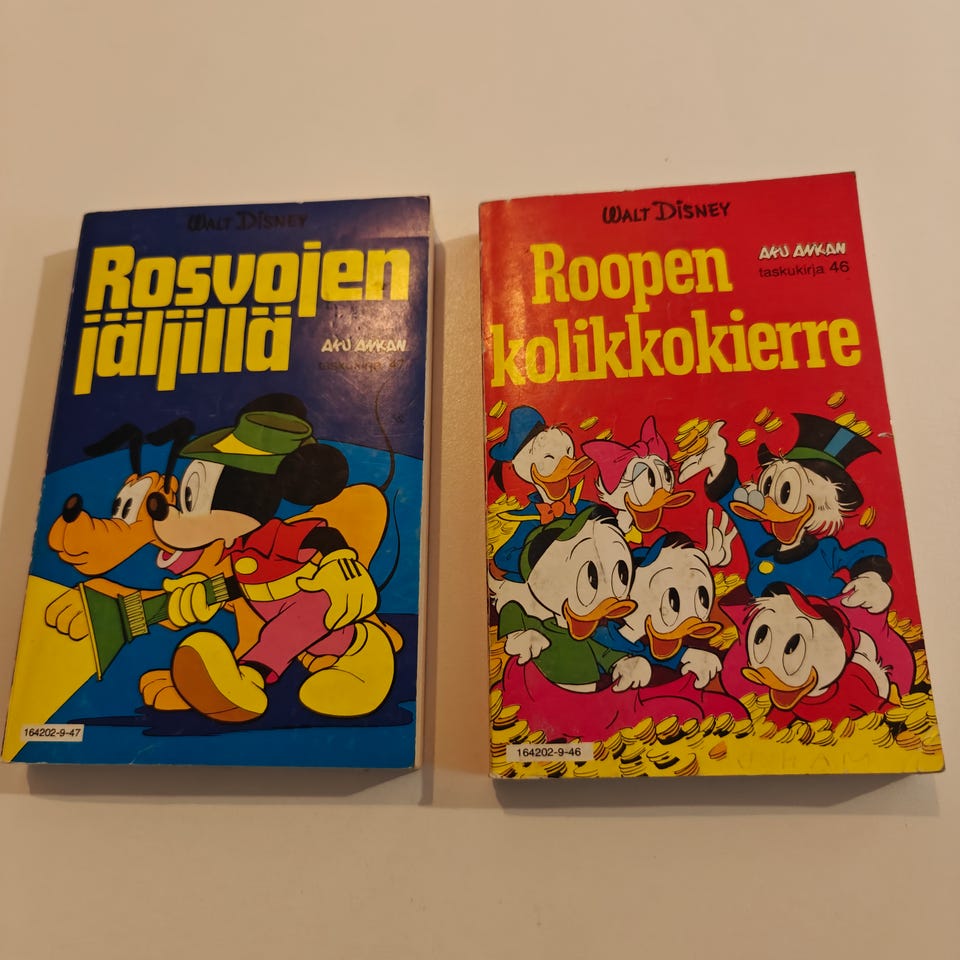 WALT DISNEY
Rosvojen
jäljillä
AKU ANKAN
taskukirja 47
164202-9-47
WALT DISNEY
Roopen
AKU ANKAN
taskukirja 46
kolikkokierre
164202-9-46